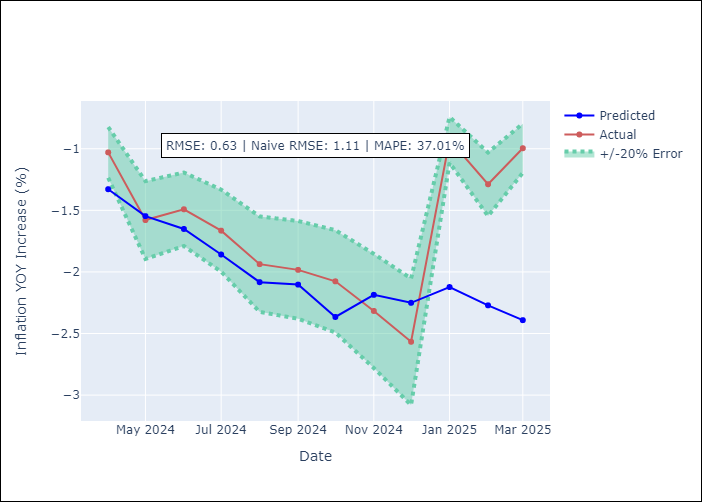 RMSE: 0.63 | Naive RMSE: 1.11 | MAPE: 37.01%
Predicted
Actual
+/-20% Error
−1
−1.5
−2
−2.5
−3
Inflation YOY Increase (%)
May 2024
Jul 2024
Sep 2024
Nov 2024
Jan 2025
Mar 2025
Date